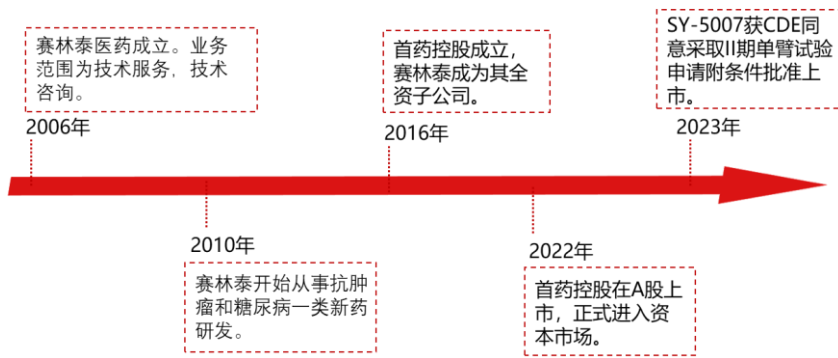 赛林泰医药成立。业务
范围为技术服务，技术
咨询。
2006年
2010年
赛林泰开始从事抗肿
瘤和糖尿病一类新药
研发。
首药控股成立，
赛林泰成为其全
资子公司。
2016年
2022年
首药控股在A股上
市，正式进入资
本市场。
SY-5007获CDE同
意采取II期单臂试验
申请附条件批准上
市。
2023年